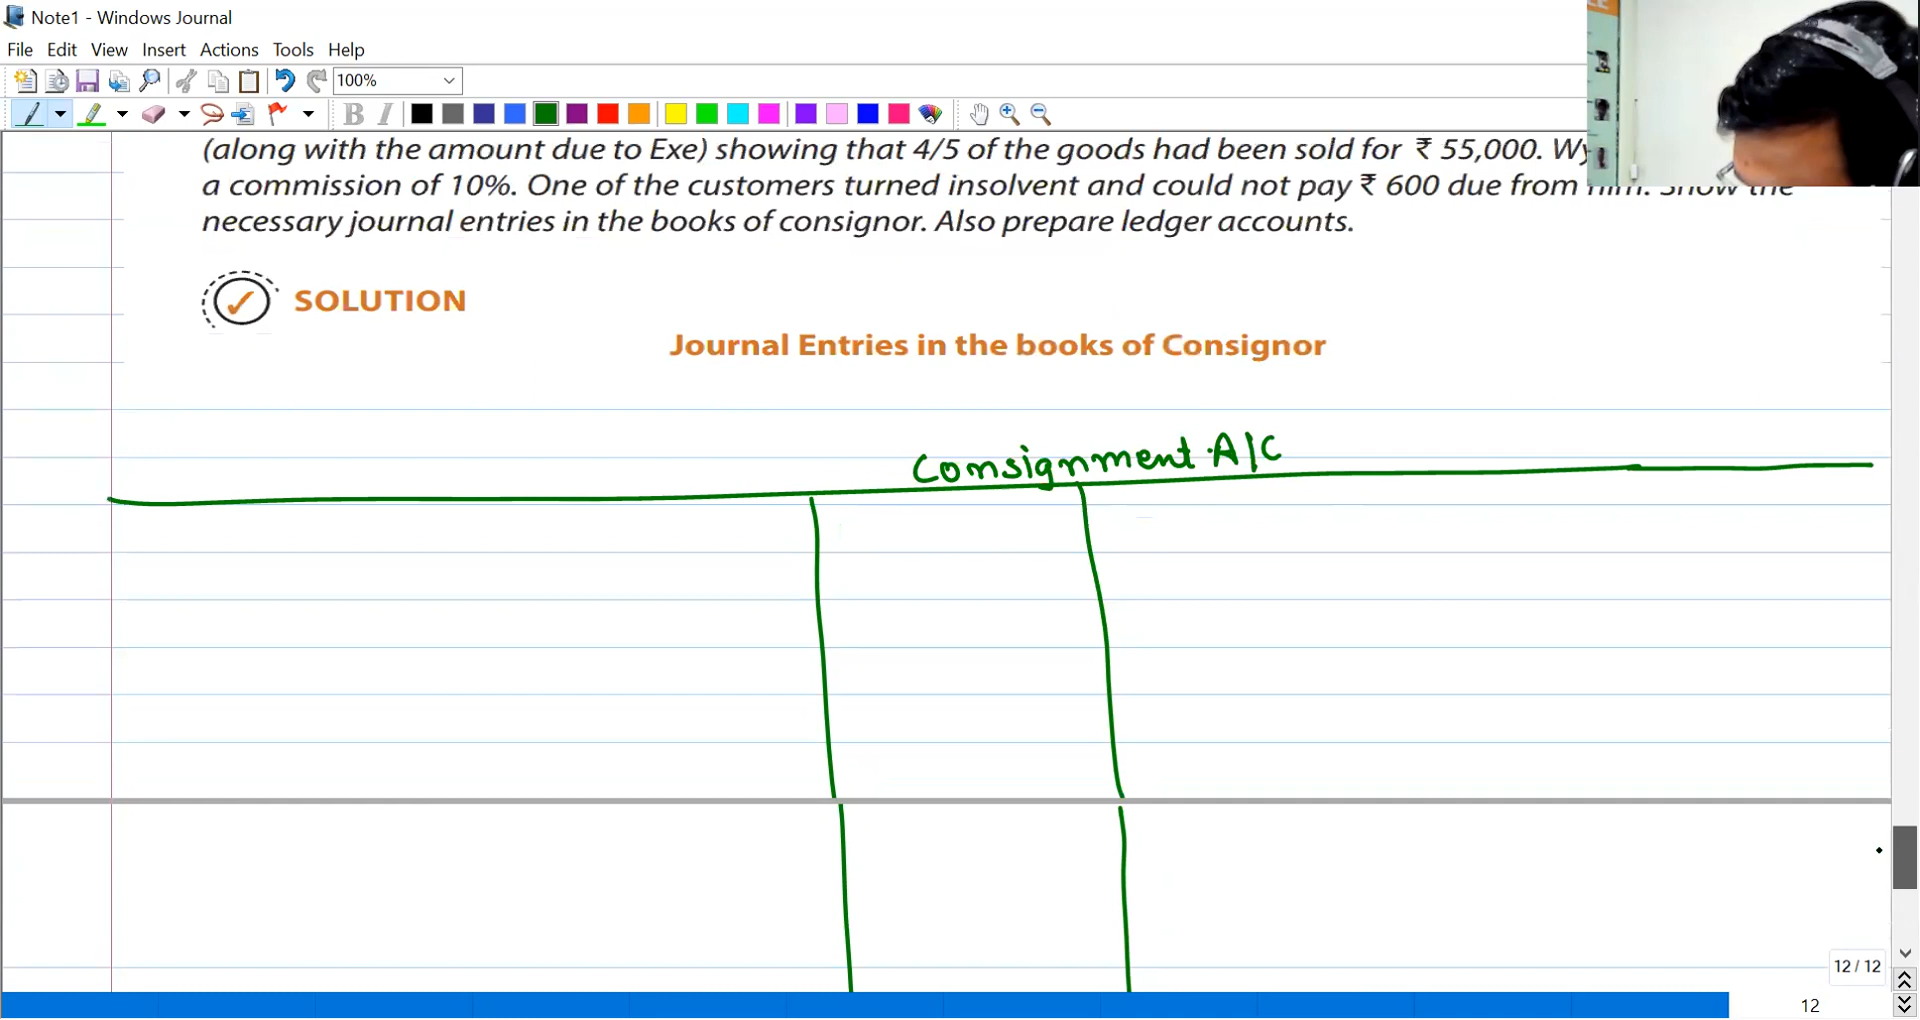 Note1 - Windows Journal
File Edit View Insert Actions Tools Help
100%
B I
(along with the amount due to Exe) showing that 4/5 of the goods had been sold for ₹ 55,000.
a commission of 10%. One of the customers turned insolvent and could not pay ₹ 600 due from him. Show the
necessary journal entries in the books of consignor. Also prepare ledger accounts.
SOLUTION
Journal Entries in the books of Consignor
Consignment A/C
12 / 12
12